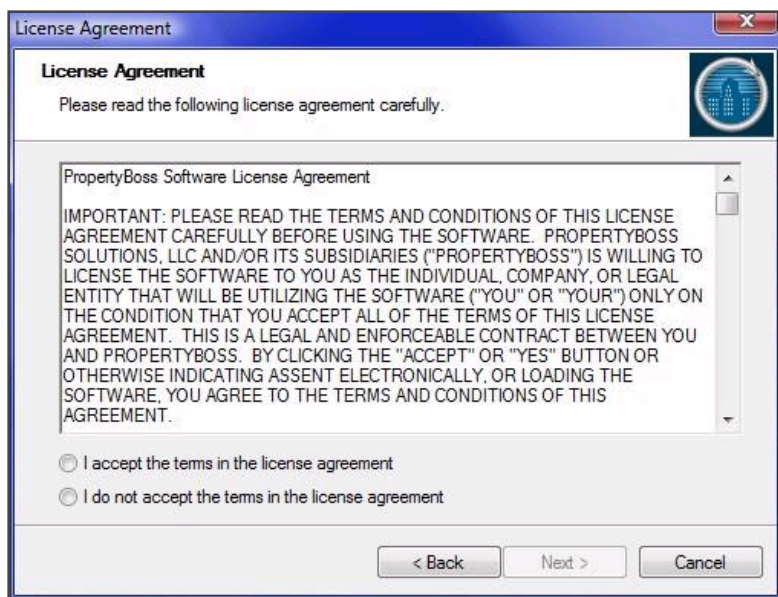 License Agreement
License Agreement
Please read the following license agreement carefully.
PropertyBoss Software License Agreement
IMPORTANT: PLEASE READ THE TERMS AND CONDITIONS OF THIS LICENSE
AGREEMENT CAREFULLY BEFORE USING THE SOFTWARE. PROPERTYBOSS
SOLUTIONS, LLC AND/OR ITS SUBSIDIARIES ("PROPERTYBOSS") IS WILLING TO
LICENSE THE SOFTWARE TO YOU AS THE INDIVIDUAL, COMPANY, OR LEGAL
ENTITY THAT WILL BE UTILIZING THE SOFTWARE ("YOU" OR "YOUR") ONLY ON
THE CONDITION THAT YOU ACCEPT ALL OF THE TERMS OF THIS LICENSE
AGREEMENT. THIS IS A LEGAL AND ENFORCEABLE CONTRACT BETWEEN YOU
AND PROPERTYBOSS. BY CLICKING THE "ACCEPT" OR "YES" BUTTON OR
OTHERWISE INDICATING ASSENT ELECTRONICALLY, OR LOADING THE
SOFTWARE, YOU AGREE TO THE TERMS AND CONDITIONS OF THIS
AGREEMENT.
I accept the terms in the license agreement
I do not accept the terms in the license agreement
< Back Next > Cancel